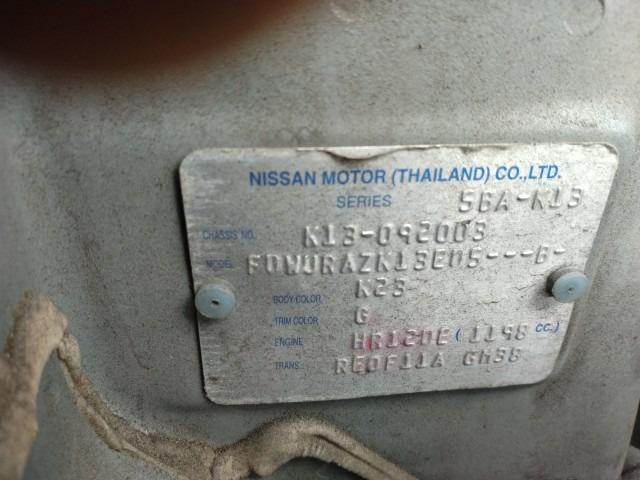 NISSAN MOTOR (THAILAND) CO.,LTD.
SERIES 5BA-K13
CHASSIS NO. K13-092003
MODEL FDWURAZK13EDS---B-
BODY COLOR K23
TRIM COLOR G
ENGINE HR12DE ( 1198 CC.)
TRANS. RE0F11A GH38